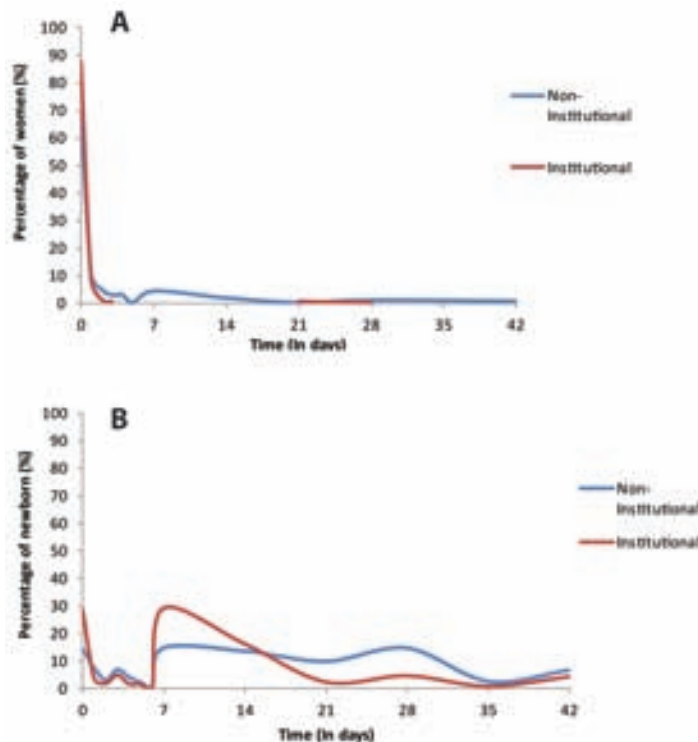 A
100
90
80
70
60
50
40
30
20
10
0
Percentage of women (%)
0 7 14 21 28 35 42
Time (In days)
Non-
Institutional
Institutional
B
100
90
80
70
60
50
40
30
20
10
0
Percentage of newborn (%)
0 7 14 21 28 35 42
Time (In days)
Non-
Institutional
Institutional